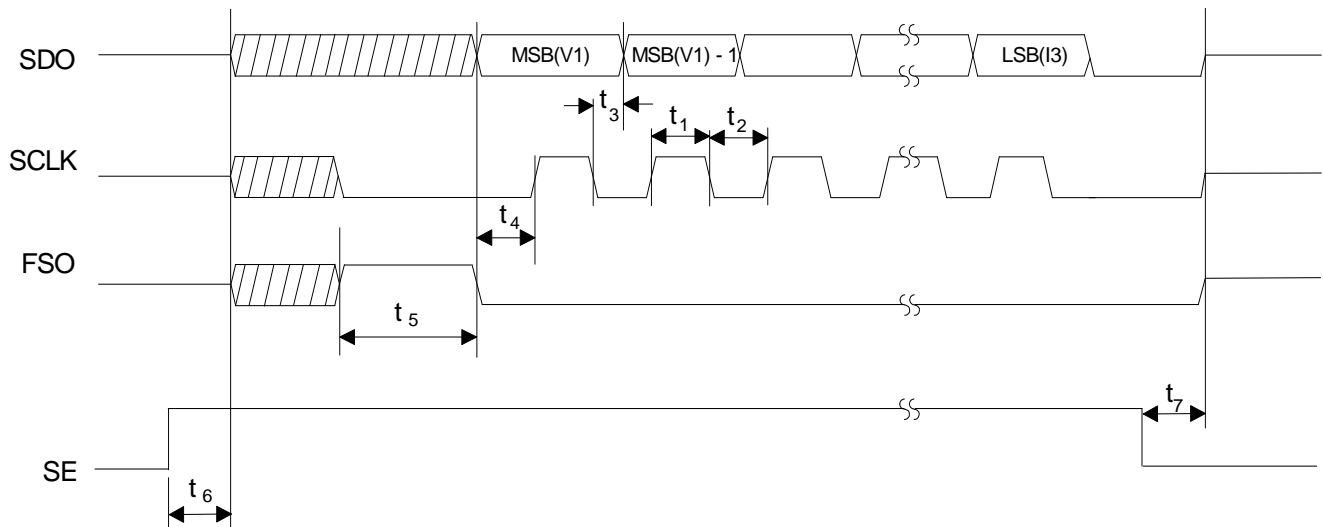 SDO
MSB(V1)
MSB(V1) - 1
LSB(I3)
t3
t1
t2
SCLK
t4
FSO
t5
t7
SE
t6